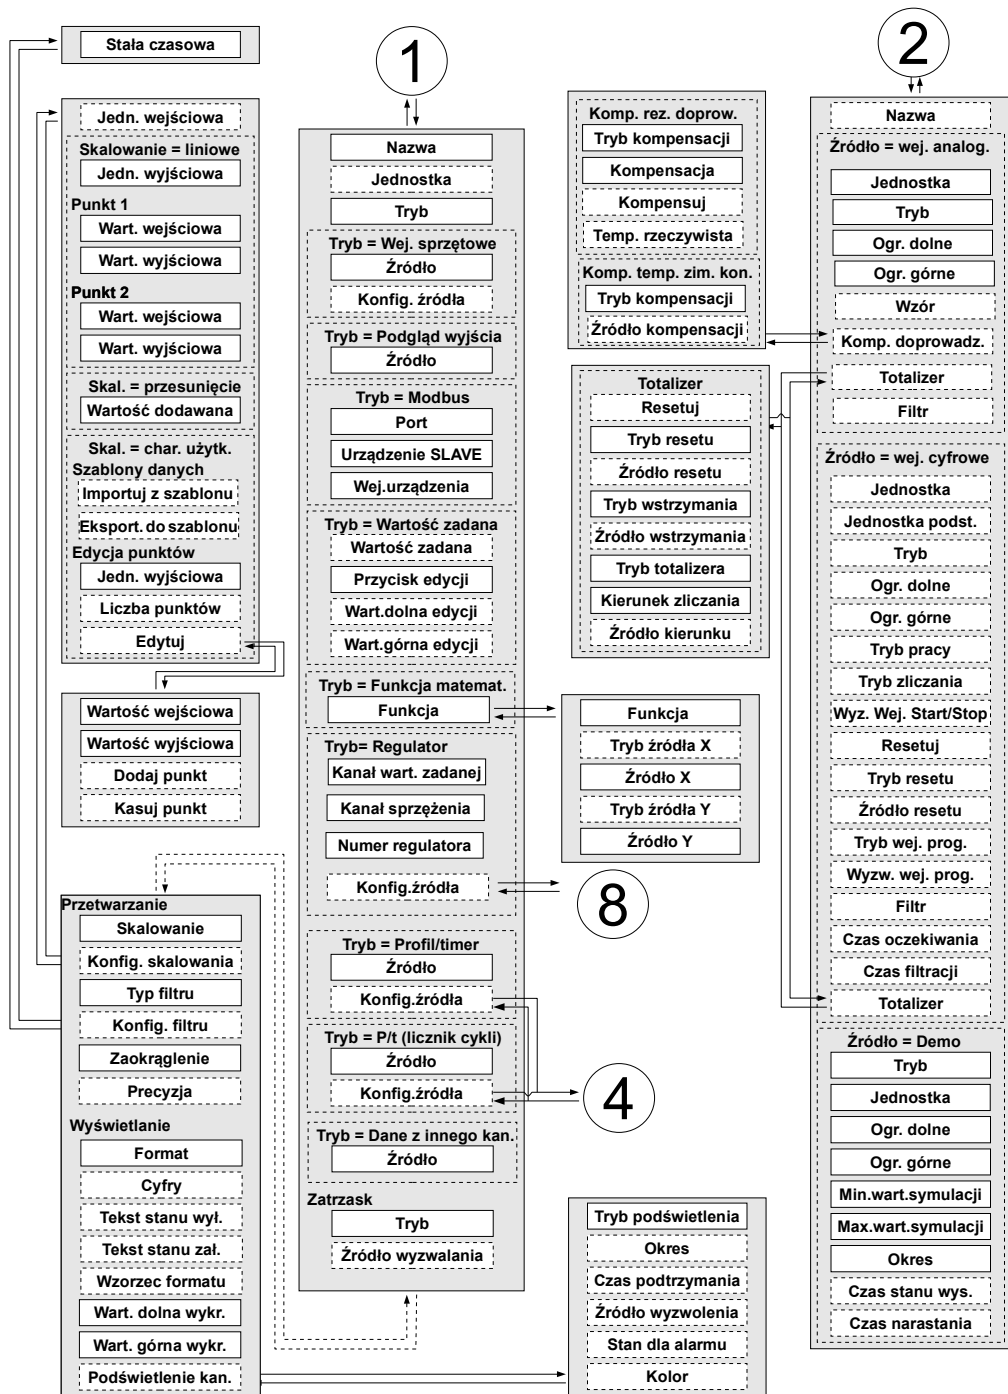 Stała czasowa
Jedn. wejściowa
Skalowanie = liniowe
Jedn. wyjściowa
Punkt 1
Wart. wejściowa
Wart. wyjściowa
Punkt 2
Wart. wejściowa
Wart. wyjściowa
Skal. = przesunięcie
Wartość dodawana
Skal. = char. użytk.
Szablony danych
Importuj z szablonu
Eksport. do szablonu
Edycja punktów
Jedn. wyjściowa
Liczba punktów
Edytuj
Wartość wejściowa
Wartość wyjściowa
Dodaj punkt
Kasuj punkt
Przetwarzanie
Skalowanie
Konfig. skalowania
Typ filtru
Konfig. filtru
Zaokrąglenie
Precyzja
Wyświetlanie
Format
Cyfry
Tekst stanu wył.
Tekst stanu zał.
Wzorzec formatu
Wart. dolna wykr.
Wart. górna wykr.
Podświetlenie kan.
1
Nazwa
Jednostka
Tryb
Tryb = Wej. sprzętowe
Źródło
Konfig. źródła
Tryb = Podgląd wyjścia
Źródło
Tryb = Modbus
Port
Urządzenie SLAVE
Wej.urządzenia
Tryb = Wartość zadana
Wartość zadana
Przycisk edycji
Wart.dolna edycji
Wart.górna edycji
Tryb = Funkcja matemat.
Funkcja
Tryb= Regulator
Kanał wart. zadanej
Kanał sprzężenia
Numer regulatora
Konfig.źródła
Tryb = Profil/timer
Źródło
Konfig.źródła
Tryb = P/t (licznik cykli)
Źródło
Konfig.źródła
Tryb = Dane z innego kan.
Źródło
Zatrzask
Tryb
Źródło wyzwalania
Komp. rez. doprow.
Tryb kompensacji
Kompensacja
Kompensuj
Temp. rzeczywista
Komp. temp. zim. kon.
Tryb kompensacji
Źródło kompensacji
Totalizer
Resetuj
Tryb resetu
Źródło resetu
Tryb wstrzymania
Źródło wstrzymania
Tryb totalizera
Kierunek zliczania
Źródło kierunku
Funkcja
Tryb źródła X
Źródło X
Tryb źródła Y
Źródło Y
8
4
Tryb podświetlenia
Okres
Czas podtrzymania
Źródło wyzwolenia
Stan dla alarmu
Kolor
2
Nazwa
Źródło = wej. analog.
Jednostka
Tryb
Ogr. dolne
Ogr. górne
Wzór
Komp. doprowadz.
Totalizer
Filtr
Źródło = wej. cyfrowe
Jednostka
Jednostka podst.
Tryb
Ogr. dolne
Ogr. górne
Tryb pracy
Tryb zliczania
Wyz. Wej. Start/Stop
Resetuj
Tryb resetu
Źródło resetu
Tryb wej. prog.
Wyzw. wej. prog.
Filtr
Czas oczekiwania
Czas filtracji
Totalizer
Źródło = Demo
Tryb
Jednostka
Ogr. dolne
Ogr. górne
Min.wart.symulacji
Max.wart.symulacji
Okres
Czas stanu wys.
Czas narastania